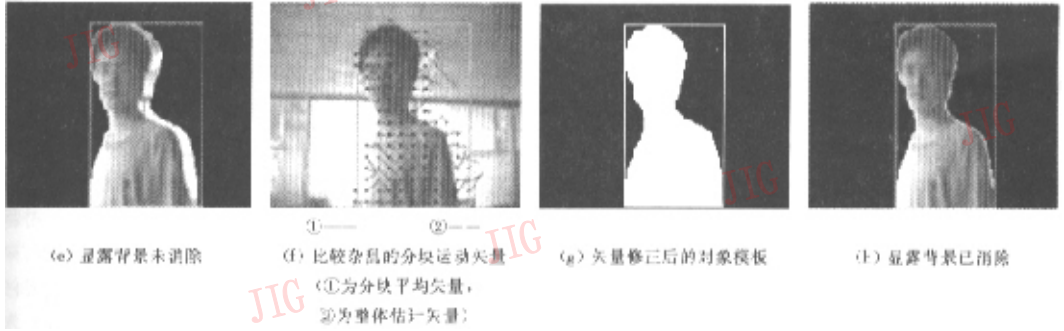 JIG
JIG
JIG
①—— ②— —
(e) 显露背景未消除
(f) 比较杂乱的分块运动矢量
(①为分块平均矢量,
②为整体估计矢量)
(g) 矢量修正后的对象模板
(h) 显露背景已消除
JIG
JIG